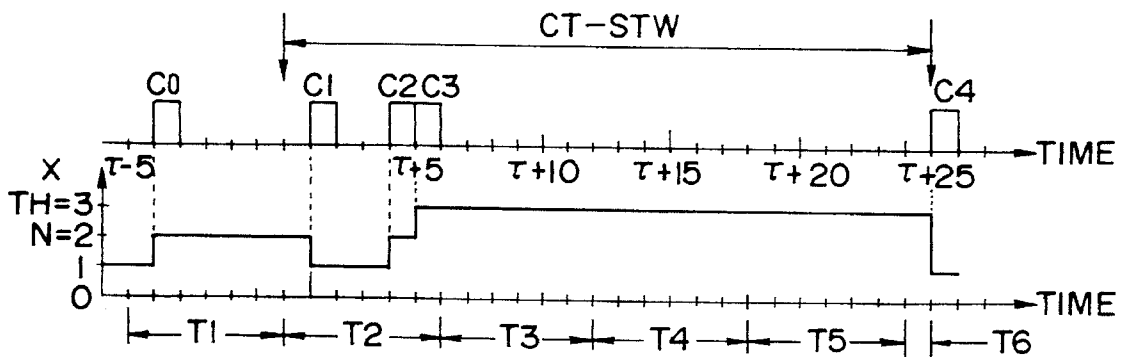 CT-STW
C0 C1 C2 C3 C4
TIME
X τ-5 τ+5 τ+10 τ+15 τ+20 τ+25
TH=3
N=2
1
0
TIME
T1 T2 T3 T4 T5 T6